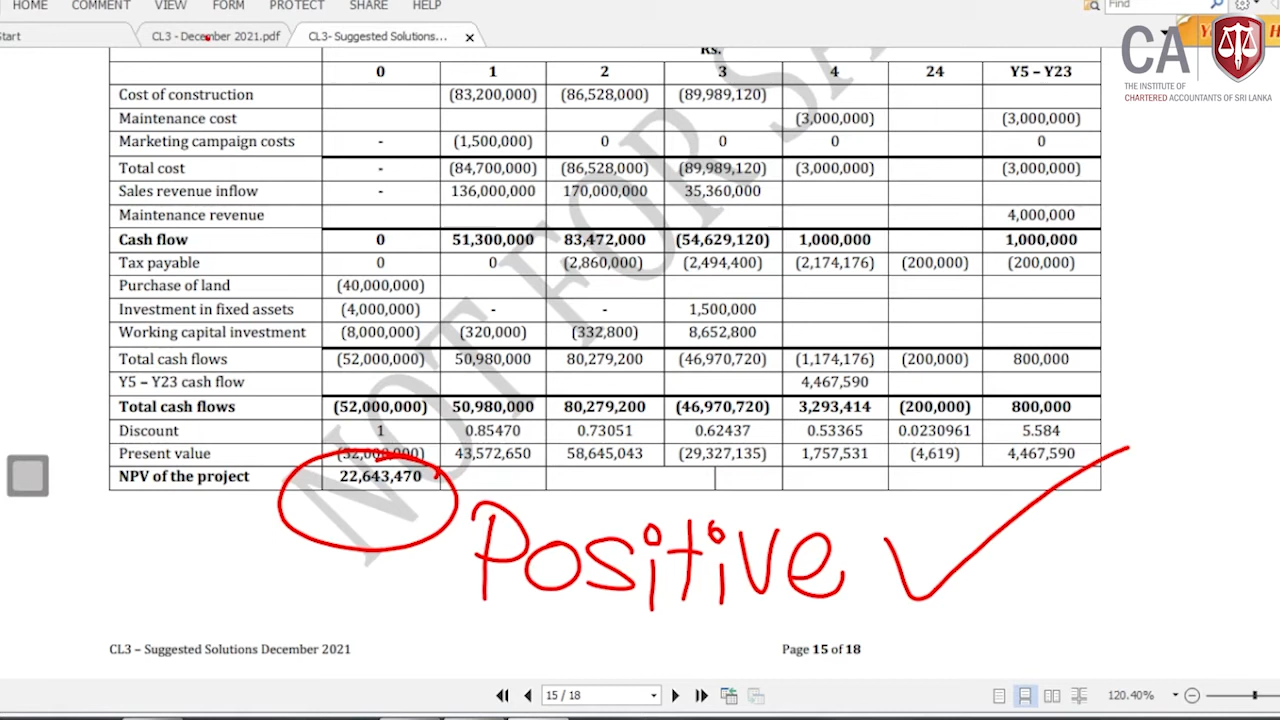 HOME COMMENT VIEW FORM PROTECT SHARE HELP Find
Start CL3 - December 2021.pdf CL3- Suggested Solutions... ×
CA
THE INSTITUTE OF
CHARTERED ACCOUNTANTS OF SRI LANKA
Rs.
0 1 2 3 4 24 Y5 – Y23
Cost of construction (83,200,000) (86,528,000) (89,989,120)
Maintenance cost (3,000,000) (3,000,000)
Marketing campaign costs - (1,500,000) 0 0 0 0
Total cost - (84,700,000) (86,528,000) (89,989,120) (3,000,000) (3,000,000)
Sales revenue inflow - 136,000,000 170,000,000 35,360,000
Maintenance revenue 4,000,000
Cash flow 0 51,300,000 83,472,000 (54,629,120) 1,000,000 1,000,000
Tax payable 0 0 (2,860,000) (2,494,400) (2,174,176) (200,000) (200,000)
Purchase of land (40,000,000)
Investment in fixed assets (4,000,000) - - 1,500,000
Working capital investment (8,000,000) (320,000) (332,800) 8,652,800
Total cash flows (52,000,000) 50,980,000 80,279,200 (46,970,720) (1,174,176) (200,000) 800,000
Y5 – Y23 cash flow 4,467,590
Total cash flows (52,000,000) 50,980,000 80,279,200 (46,970,720) 3,293,414 (200,000) 800,000
Discount 1 0.85470 0.73051 0.62437 0.53365 0.0230961 5.584
Present value (52,000,000) 43,572,650 58,645,043 (29,327,135) 1,757,531 (4,619) 4,467,590
NPV of the project 22,643,470
NOT FOR SA
Positive
CL3 – Suggested Solutions December 2021 Page 15 of 18
15 / 18 120.40%